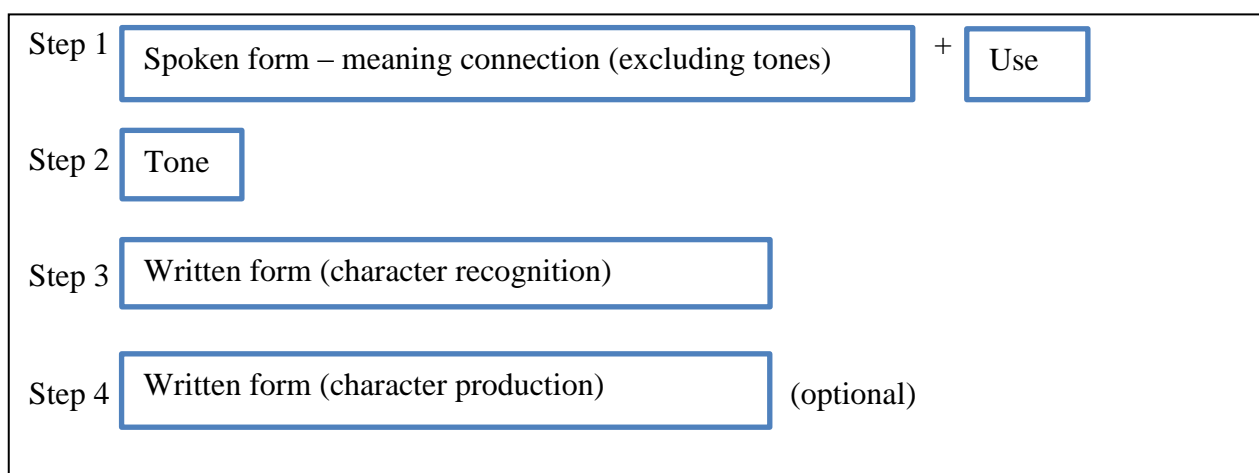 Step 1 Spoken form – meaning connection (excluding tones) + Use
Step 2 Tone
Step 3 Written form (character recognition)
Step 4 Written form (character production) (optional)